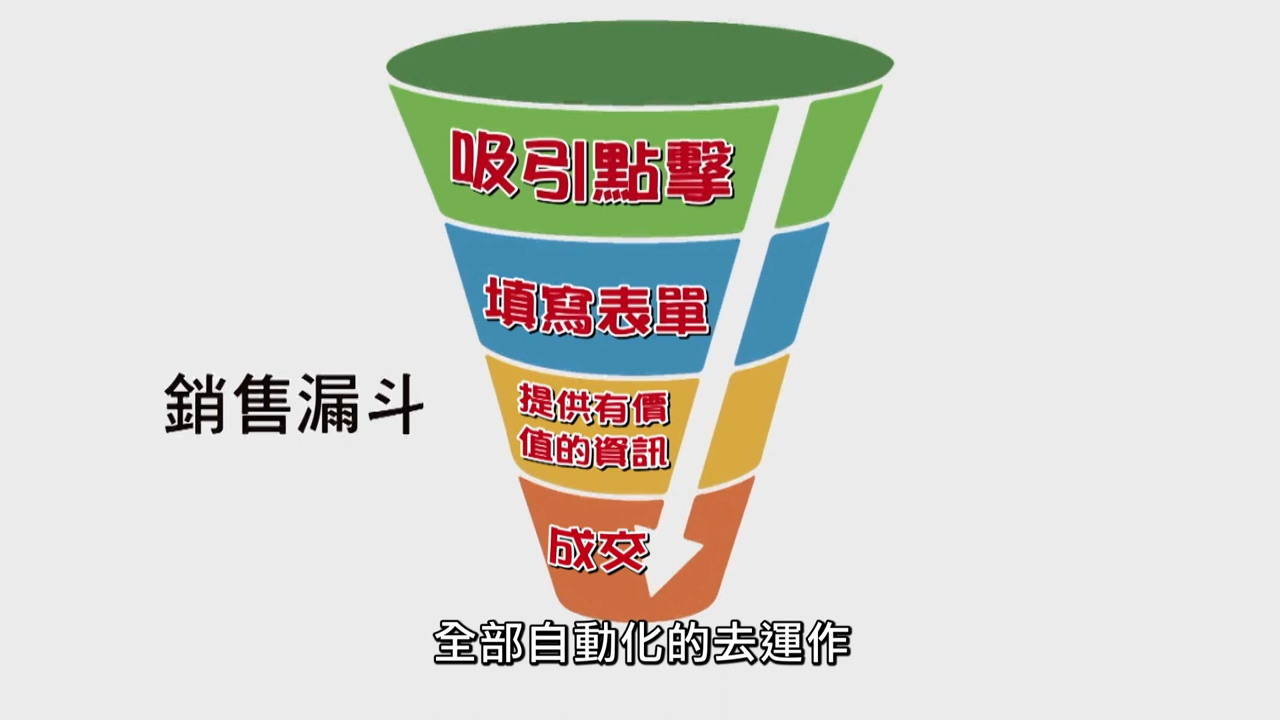 吸引點擊
填寫表單
提供有價
值的資訊
銷售漏斗
成交
全部自動化的去運作